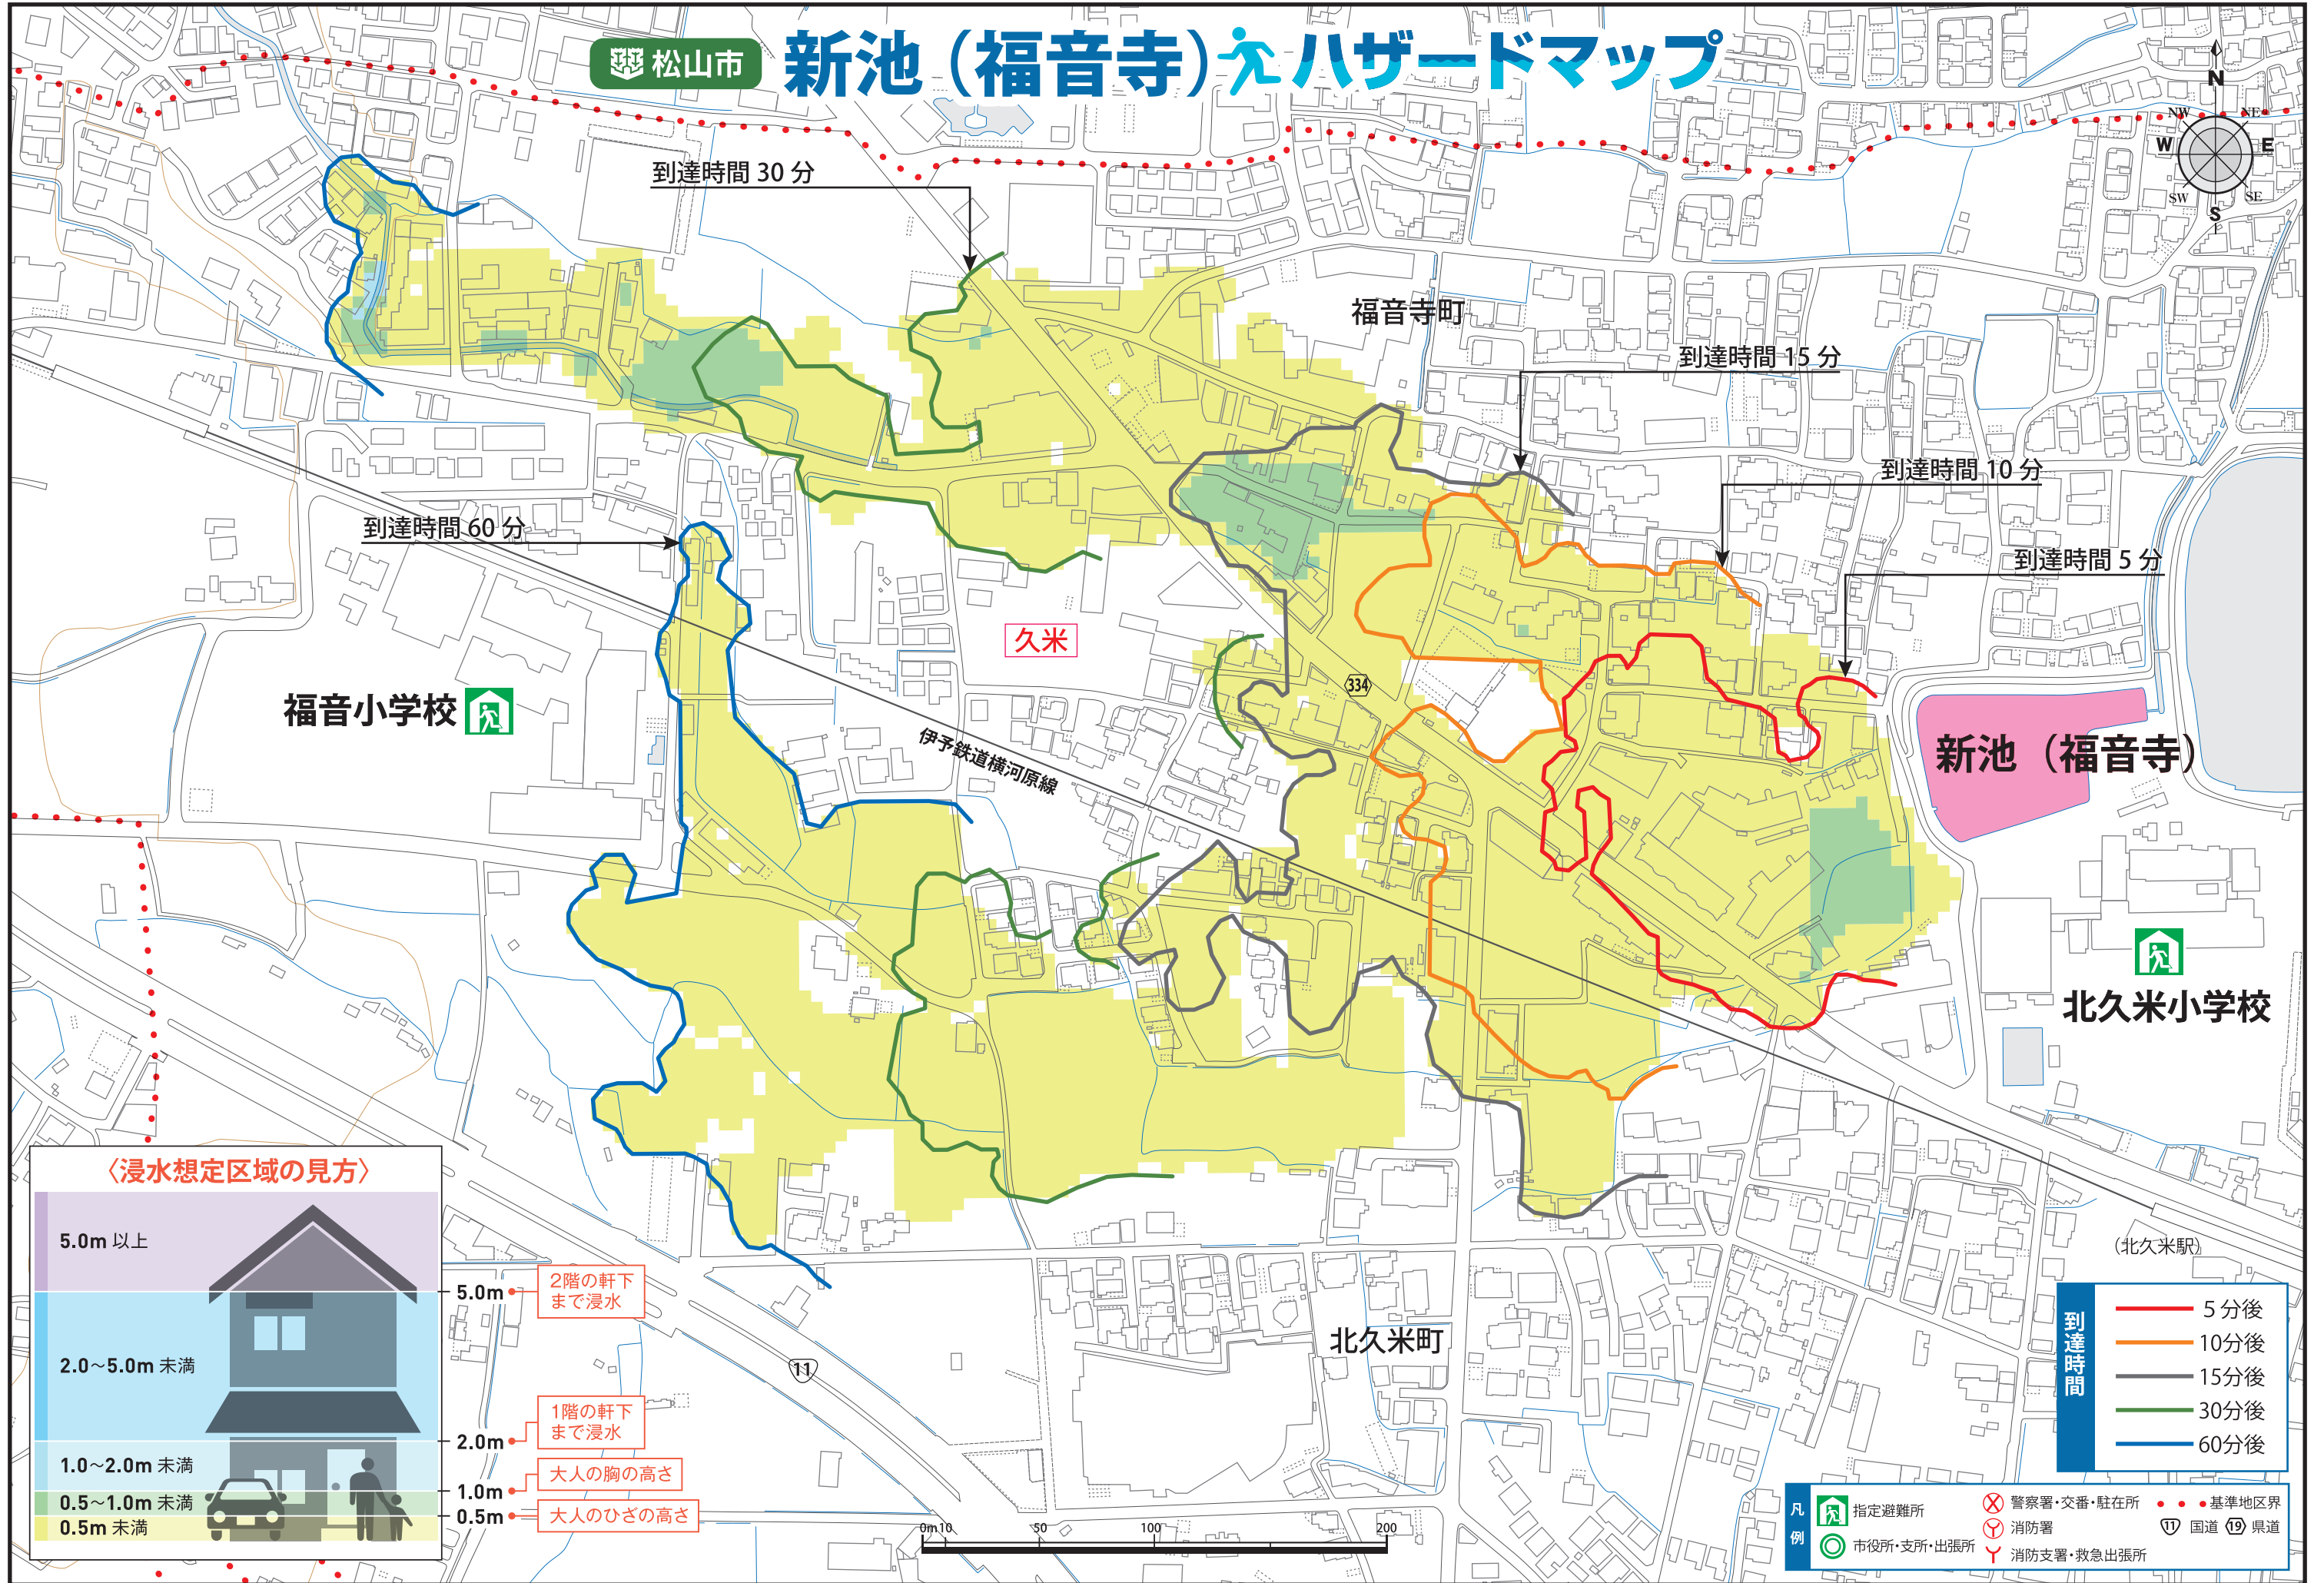 松山市
新池（福音寺）ハザードマップ
N
NW
NE
W
E
SW
SE
S
到達時間 30 分
福音寺町
到達時間 15 分
到達時間 10 分
到達時間 60 分
到達時間 5 分
久米
334
福音小学校
伊予鉄道横河原線
新池（福音寺）
北久米小学校
〈浸水想定区域の見方〉
5.0m 以上
5.0m
2階の軒下
まで浸水
2.0〜5.0m 未満
1階の軒下
まで浸水
2.0m
1.0〜2.0m 未満
大人の胸の高さ
1.0m
0.5〜1.0m 未満
0.5m
大人のひざの高さ
0.5m 未満
11
北久米町
（北久米駅）
到達時間
5 分後
10分後
15分後
30分後
60分後
0m 10
50
100
200
凡例
指定避難所
市役所・支所・出張所
警察署・交番・駐在所
消防署
消防支署・救急出張所
基準地区界
11 国道 19 県道